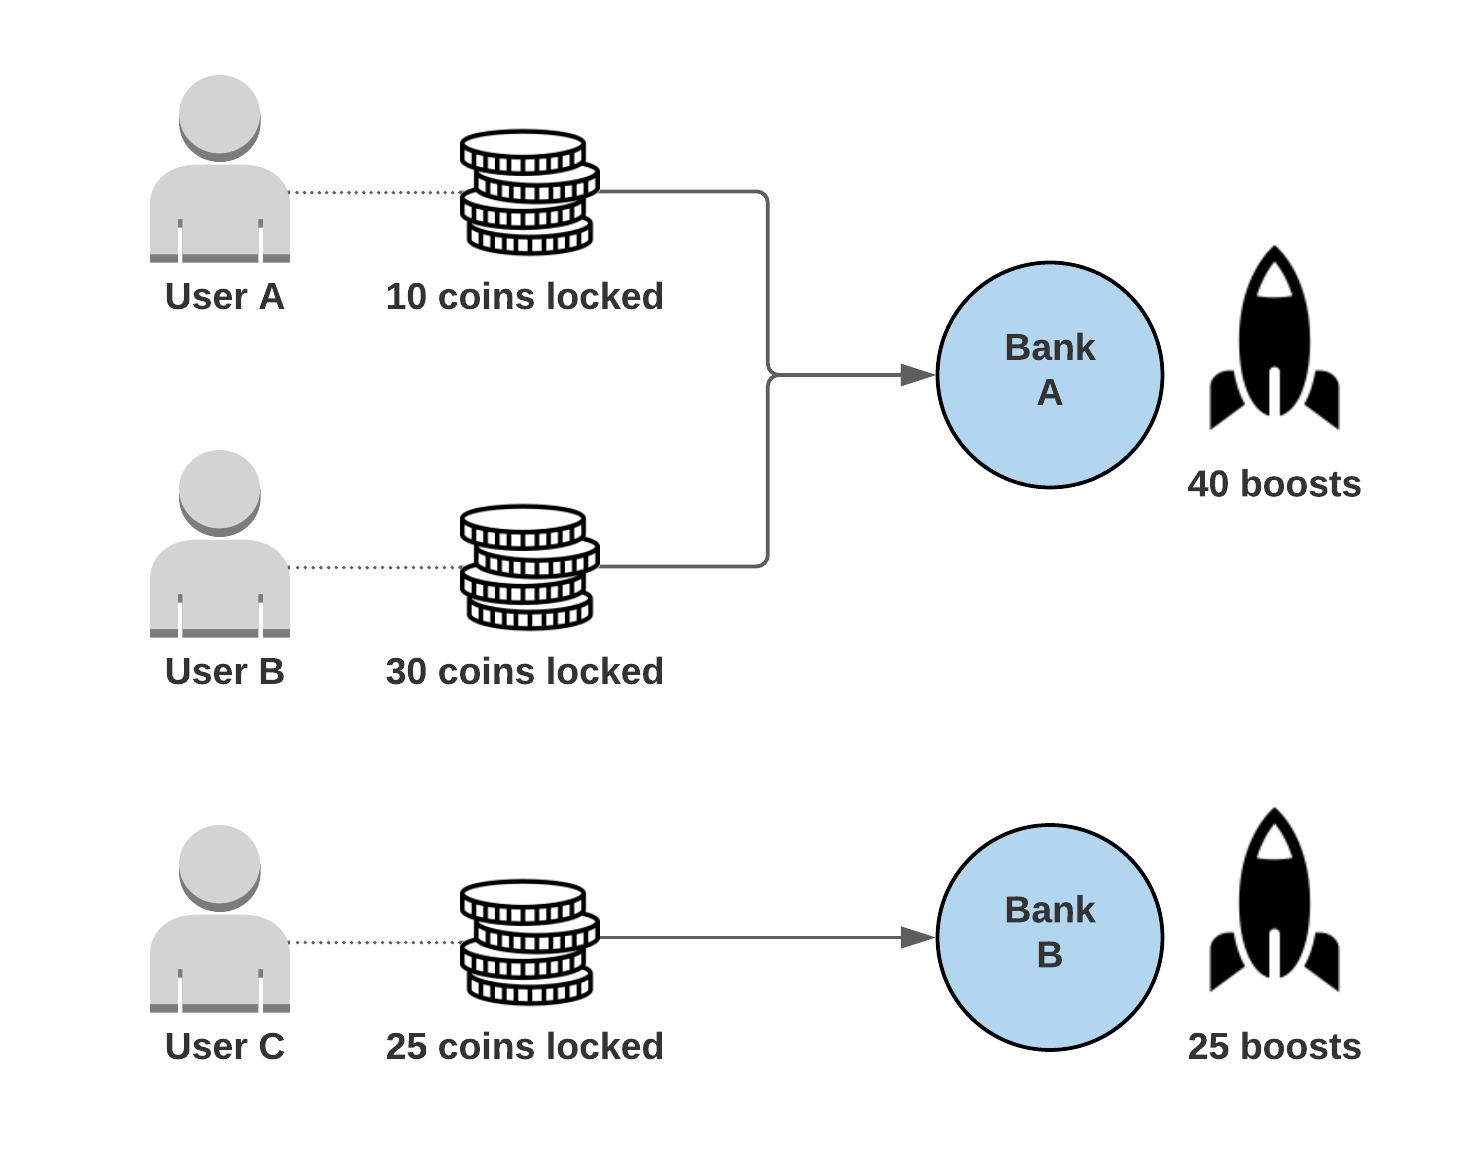 User A
10 coins locked
Bank
A
40 boosts
User B
30 coins locked
User C
25 coins locked
Bank
B
25 boosts